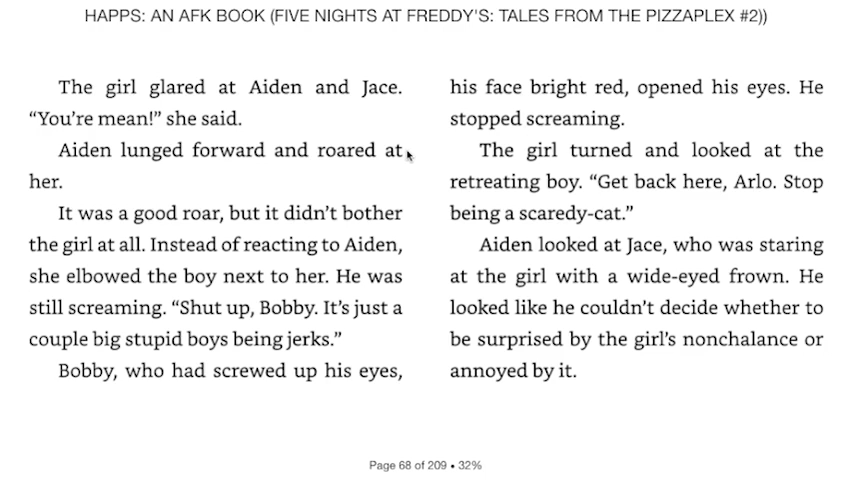 HAPPS: AN AFK BOOK (FIVE NIGHTS AT FREDDY'S: TALES FROM THE PIZZAPLEX #2))
The girl glared at Aiden and Jace.
“You’re mean!” she said.
Aiden lunged forward and roared at
her.
It was a good roar, but it didn’t bother
the girl at all. Instead of reacting to Aiden,
she elbowed the boy next to her. He was
still screaming. “Shut up, Bobby. It’s just a
couple big stupid boys being jerks.”
Bobby, who had screwed up his eyes,
his face bright red, opened his eyes. He
stopped screaming.
The girl turned and looked at the
retreating boy. “Get back here, Arlo. Stop
being a scaredy-cat.”
Aiden looked at Jace, who was staring
at the girl with a wide-eyed frown. He
looked like he couldn’t decide whether to
be surprised by the girl’s nonchalance or
annoyed by it.
Page 68 of 209 • 32%